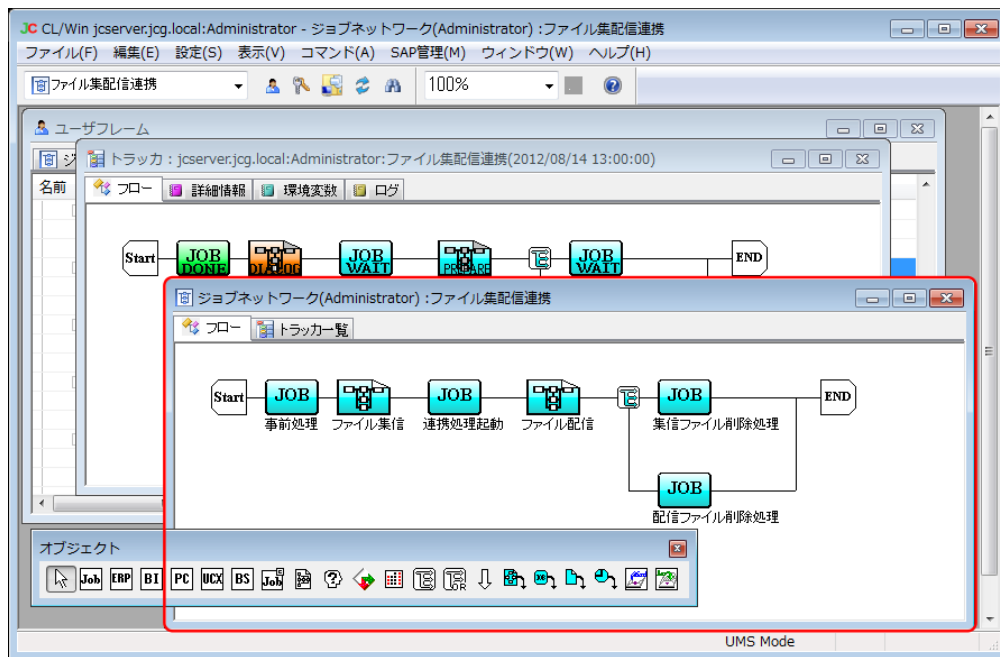 JC CL/Win jcserver.jcg.local:Administrator - ジョブネットワーク(Administrator) :ファイル集配信連携
ファイル(F) 編集(E) 設定(S) 表示(V) コマンド(A) SAP管理(M) ウィンドウ(W) ヘルプ(H)
ファイル集配信連携 100%
ユーザフレーム
ジ
トラッカ : jcserver.jcg.local:Administrator:ファイル集配信連携(2012/08/14 13:00:00)
名前
フロー 詳細情報 環境変数 ログ
Start JOB DONE DIALOG JOB WAIT PREPARE JOB WAIT END
ジョブネットワーク(Administrator) :ファイル集配信連携
フロー トラッカ一覧
Start JOB JOB JOB END
事前処理 ファイル集信 連携処理起動 ファイル配信 集信ファイル削除処理
JOB
配信ファイル削除処理
オブジェクト
Job ERP BI PC UCX BS Job OR
UMS Mode